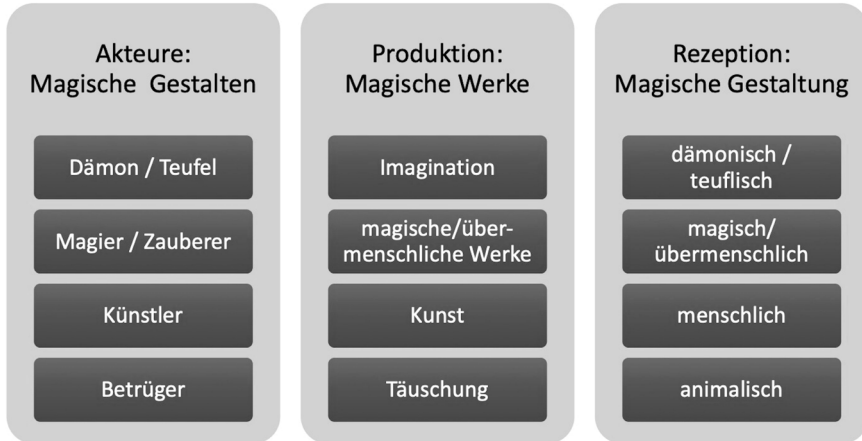 Akteure:
Magische Gestalten
Dämon / Teufel
Magier / Zauberer
Künstler
Betrüger
Produktion:
Magische Werke
Imagination
magische/über-
menschliche Werke
Kunst
Täuschung
Rezeption:
Magische Gestaltung
dämonisch /
teuflisch
magisch/
übermenschlich
menschlich
animalisch